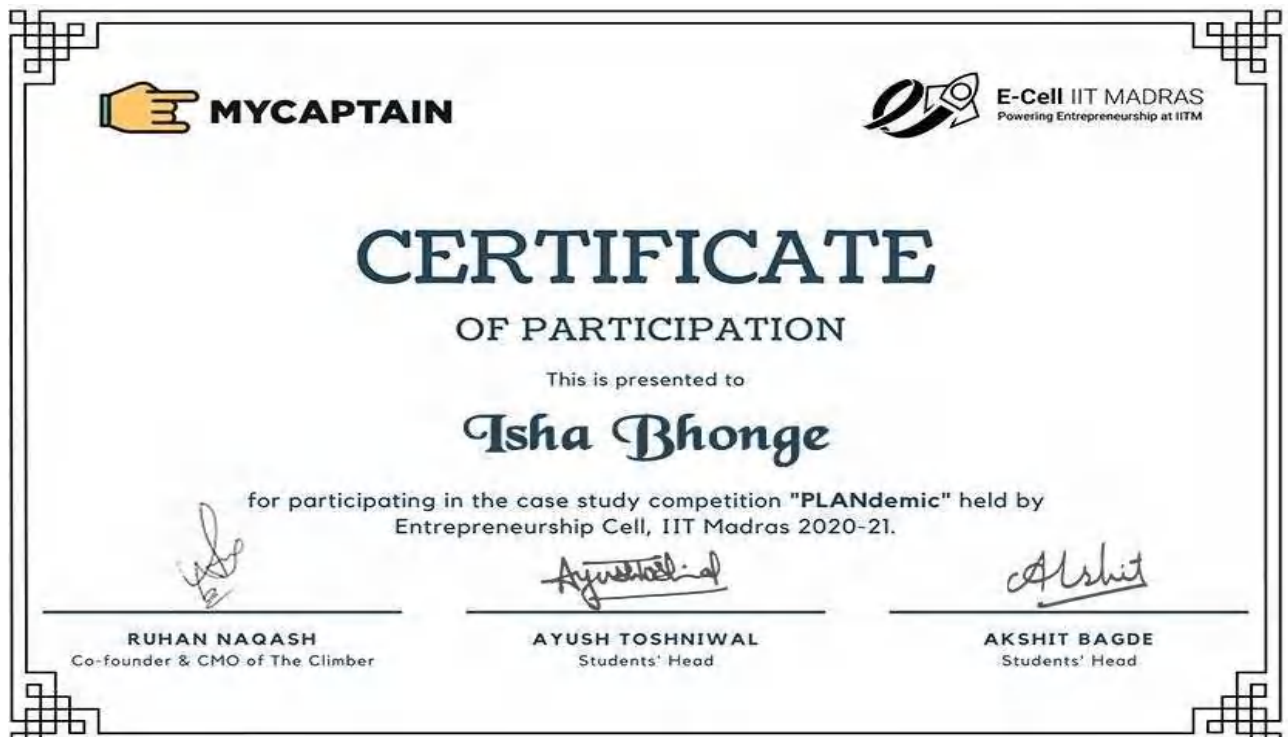 MYCAPTAIN
E-Cell IIT MADRAS
Powering Entrepreneurship at IITM
CERTIFICATE
OF PARTICIPATION
This is presented to
Isha Bhonge
for participating in the case study competition "PLANdemic" held by
Entrepreneurship Cell, IIT Madras 2020-21.
Akshit
RUHAN NAQASH
Co-founder & CMO of The Climber
AYUSH TOSHNIWAL
Students' Head
AKSHIT BAGDE
Students' Head